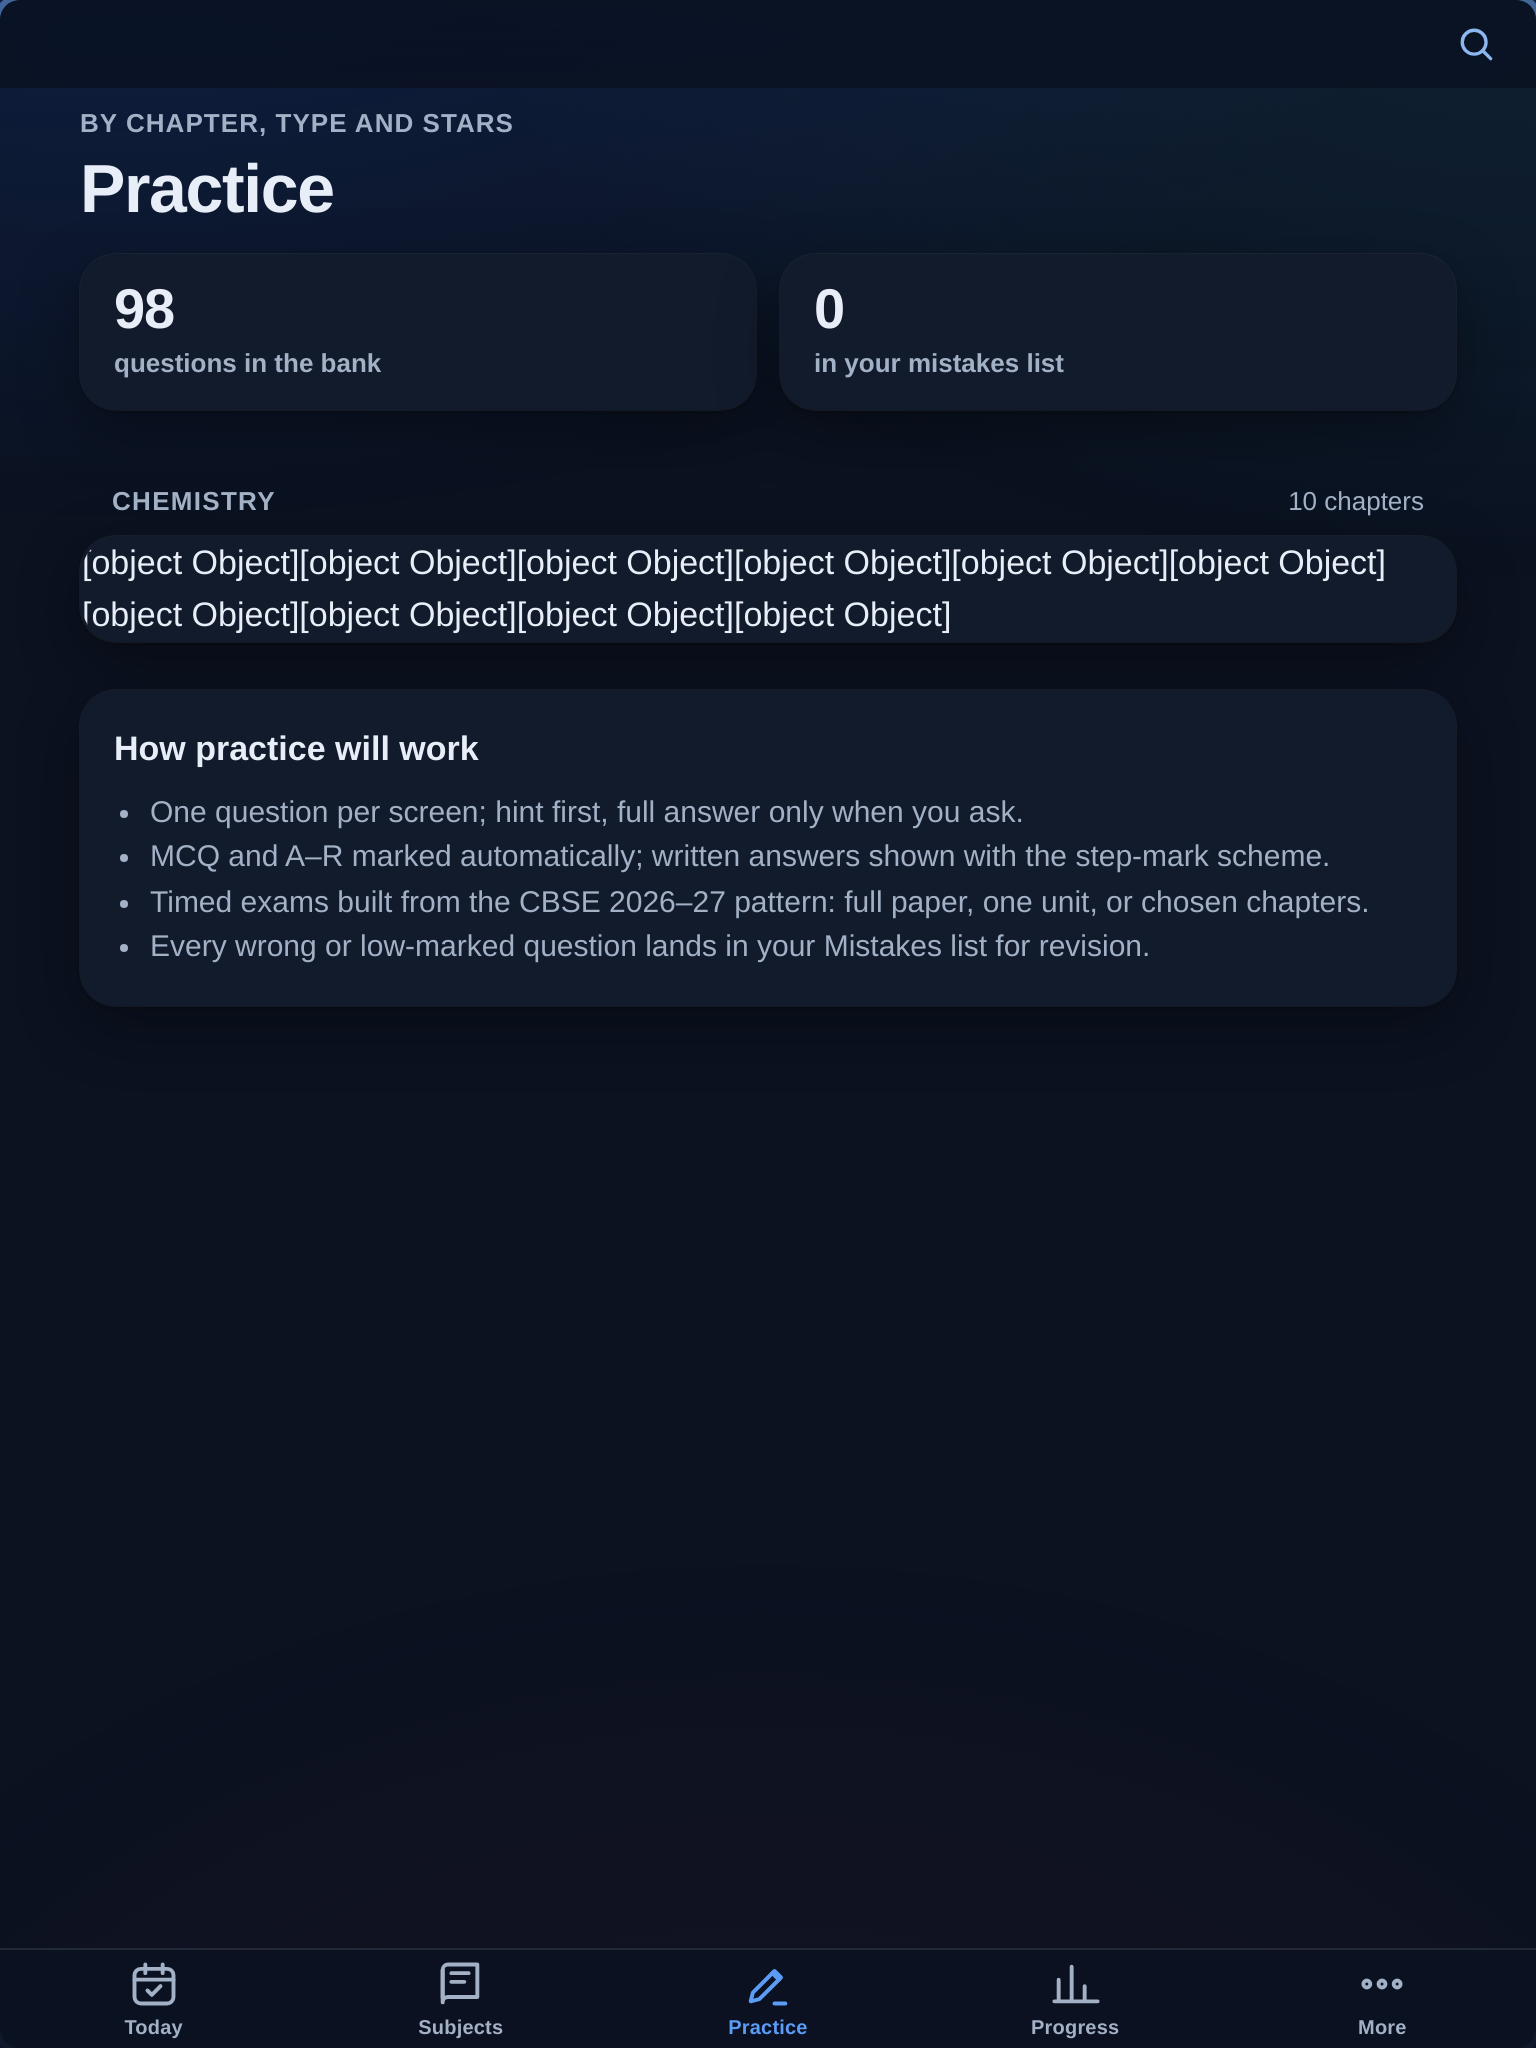 BY CHAPTER, TYPE AND STARS
Practice
98
questions in the bank
0
in your mistakes list
CHEMISTRY
10 chapters
[object Object][object Object][object Object][object Object][object Object][object Object]
[object Object][object Object][object Object][object Object]
How practice will work
• One question per screen; hint first, full answer only when you ask.
• MCQ and A–R marked automatically; written answers shown with the step-mark scheme.
• Timed exams built from the CBSE 2026–27 pattern: full paper, one unit, or chosen chapters.
• Every wrong or low-marked question lands in your Mistakes list for revision.
Today
Subjects
Practice
Progress
More